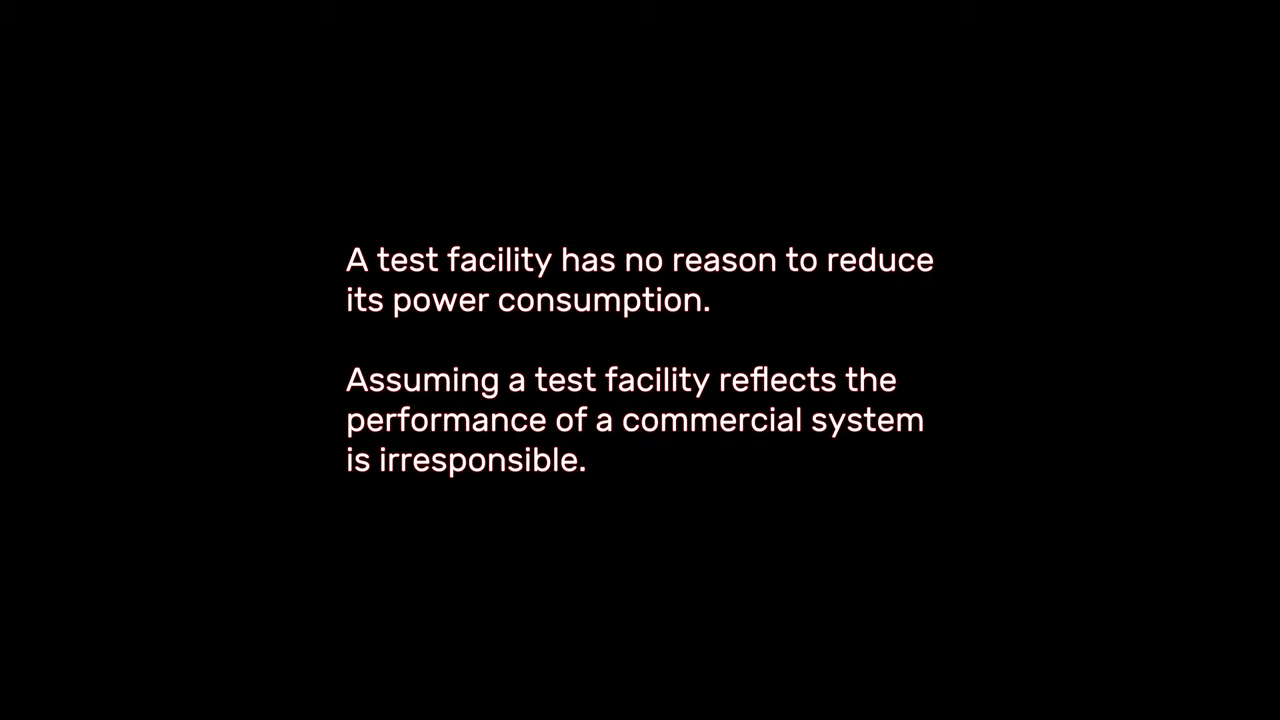 A test facility has no reason to reduce
its power consumption.
Assuming a test facility reflects the
performance of a commercial system
is irresponsible.